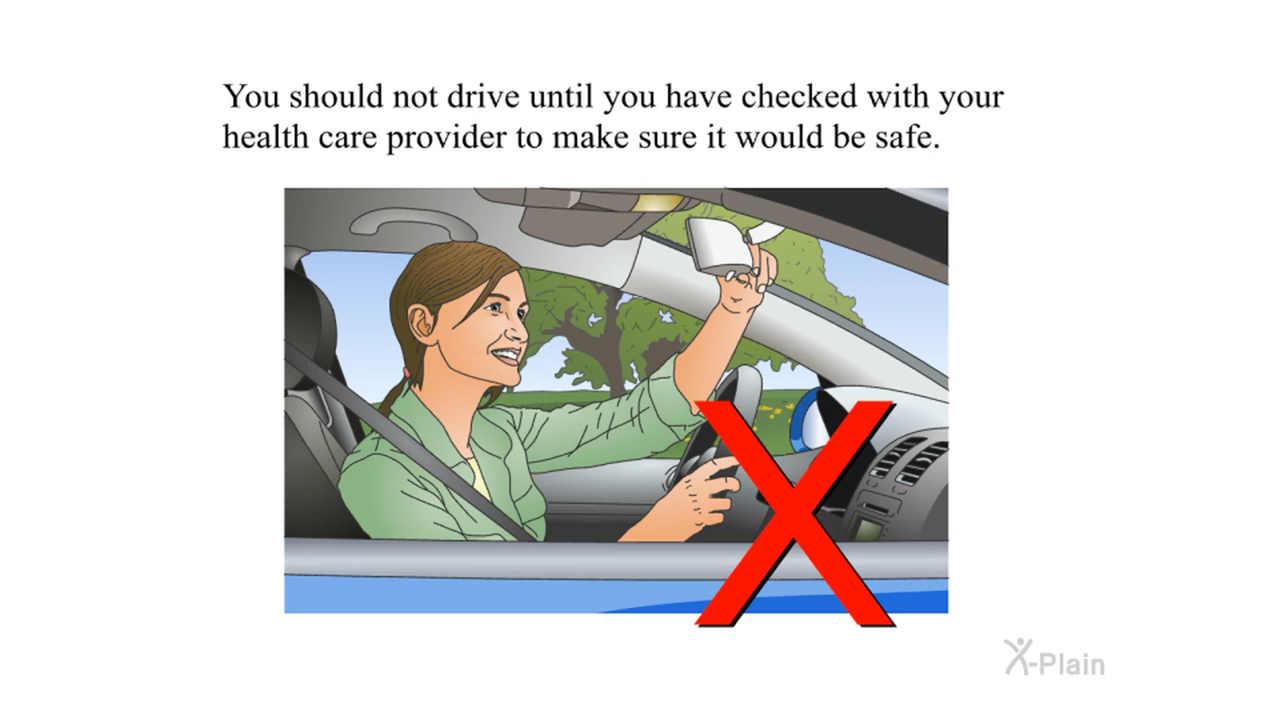 You should not drive until you have checked with your
health care provider to make sure it would be safe.
X-Plain